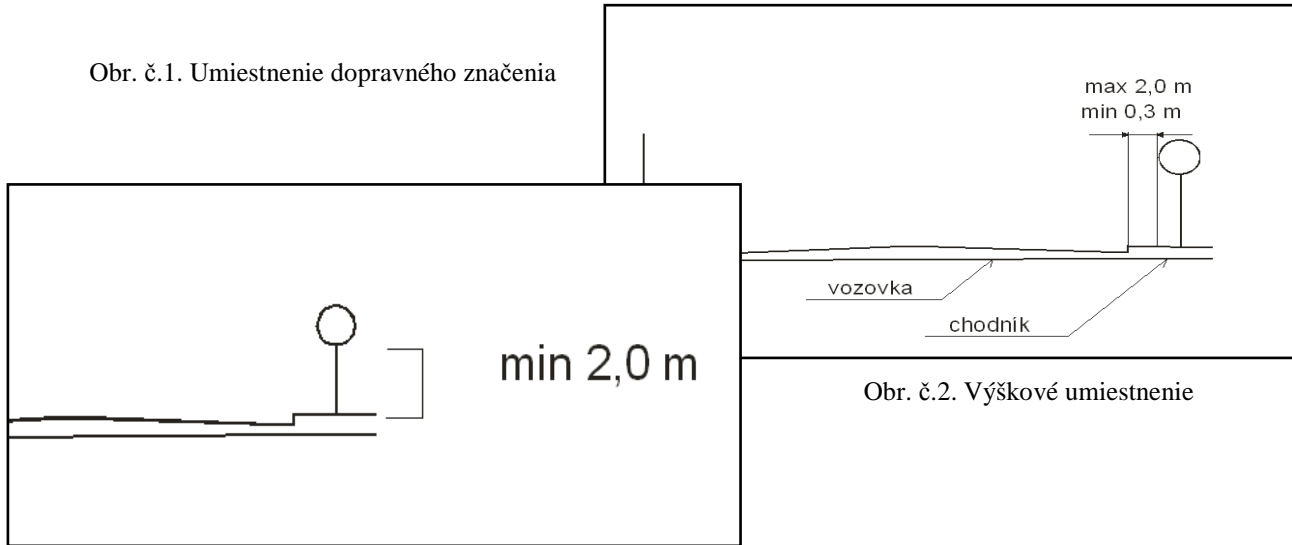 Obr. č.1. Umiestnenie dopravného značenia
max 2,0 m
min 0,3 m
vozovka
chodník
min 2,0 m
Obr. č.2. Výškové umiestnenie